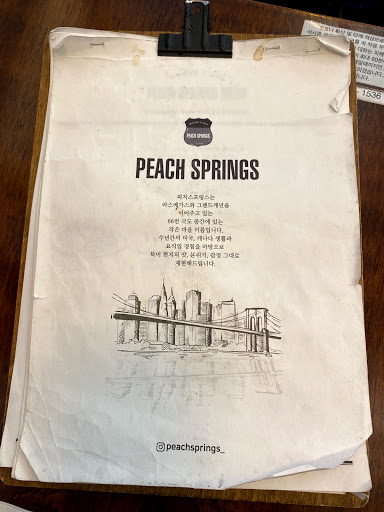 PEACH SPRINGS
PEACH SPRINGS
피치스프링스는
라스베가스와 그랜드캐년을
이어주고 있는
66번 국도 중간에 있는
작은 마을 이름입니다.
수년간의 미국, 캐나다 생활과
요식업 경험을 바탕으로
북미 현지의 맛, 분위기, 감정 그대로
재현해드립니다.
peachsprings_
1536